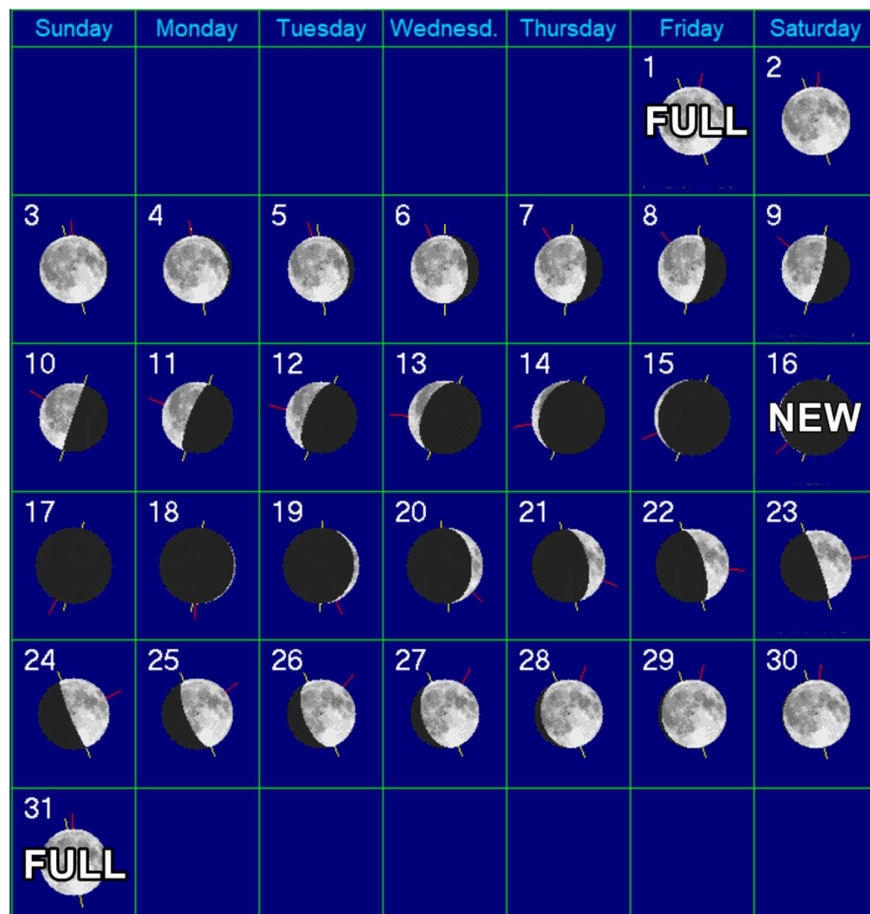 Sunday Monday Tuesday Wednesd. Thursday Friday Saturday
1 2
FULL
3 4 5 6 7 8 9
10 11 12 13 14 15 16
NEW
17 18 19 20 21 22 23
24 25 26 27 28 29 30
31
FULL